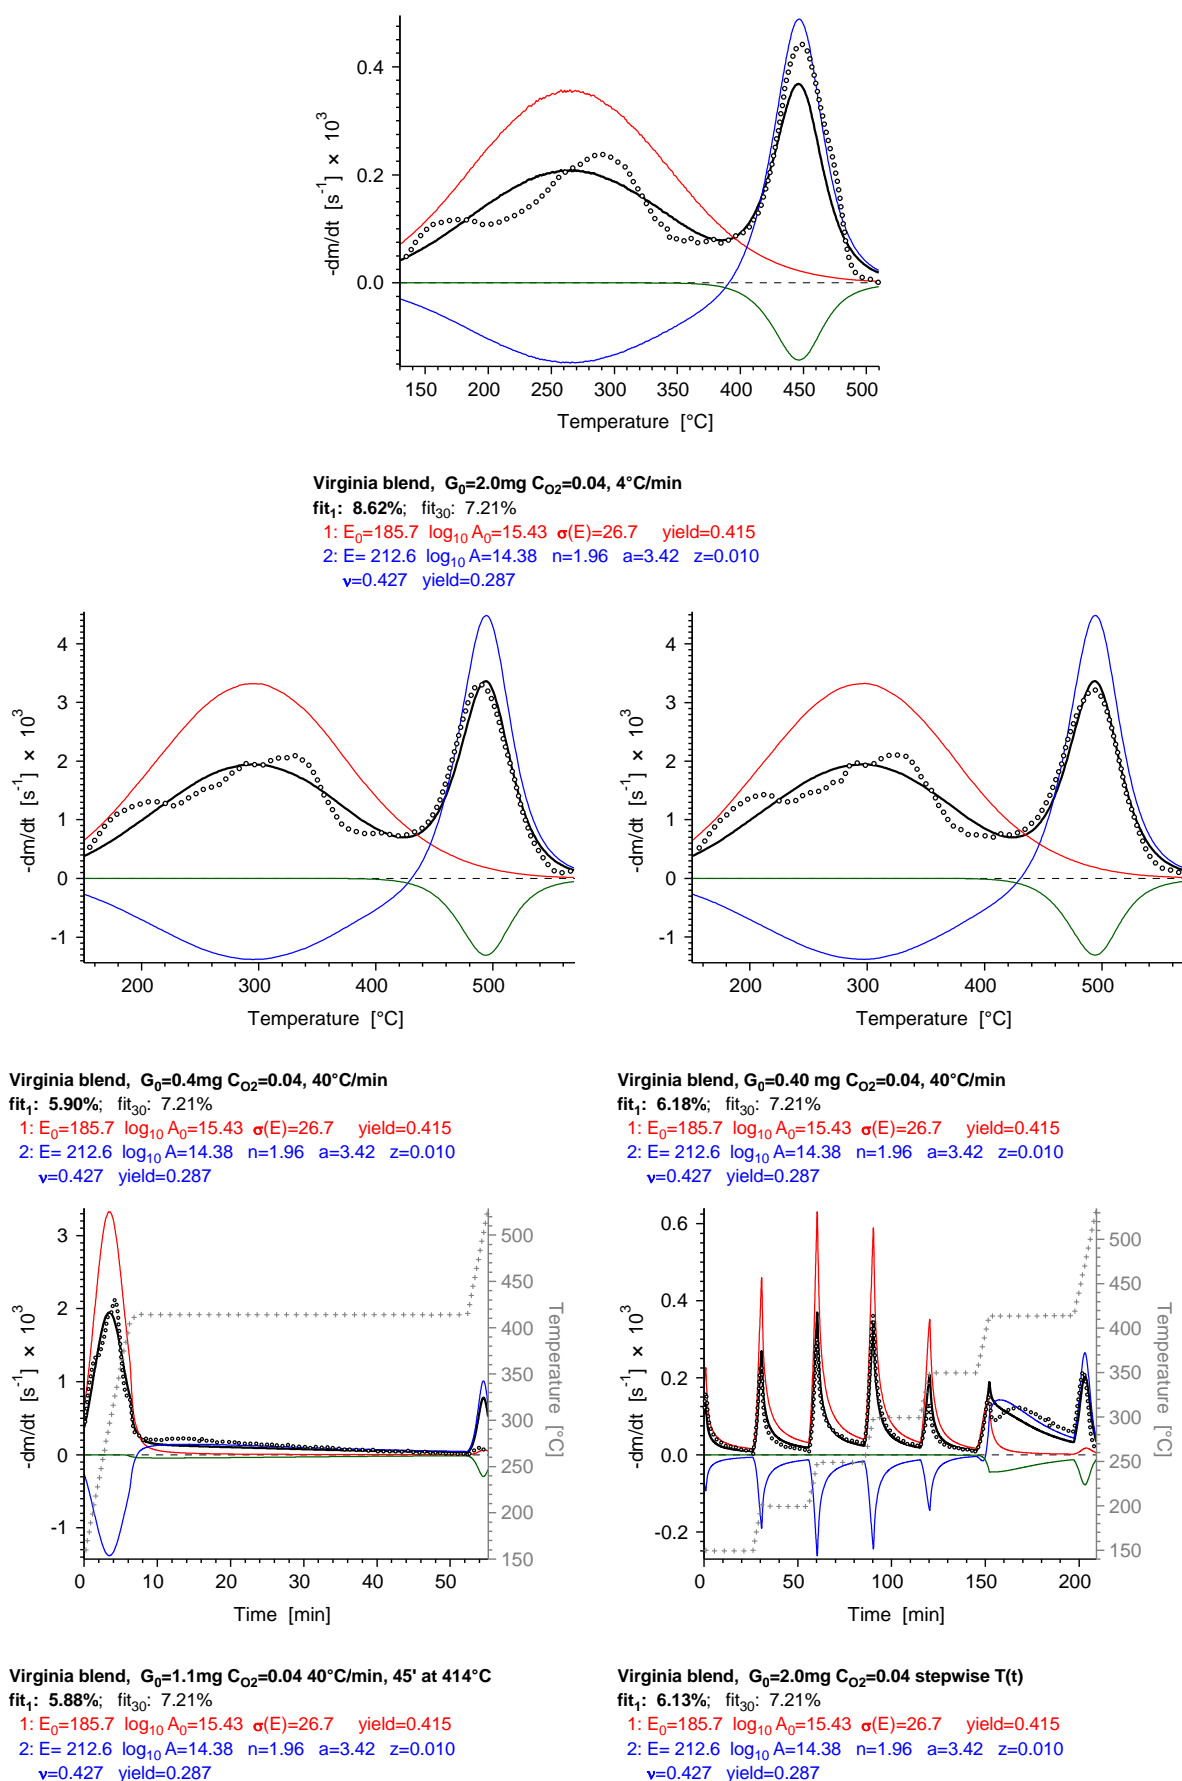 0.4
0.2
0.0
-dm/dt [s⁻¹] × 10³
150 200 250 300 350 400 450 500
Temperature [°C]
Virginia blend, G₀=2.0mg C_O2=0.04, 4°C/min
fit₁: 8.62%; fit₃₀: 7.21%
1: E₀=185.7 log₁₀ A₀=15.43 σ(E)=26.7 yield=0.415
2: E= 212.6 log₁₀ A=14.38 n=1.96 a=3.42 z=0.010
ν=0.427 yield=0.287
4
3
2
1
0
-1
-dm/dt [s⁻¹] × 10³
200 300 400 500
Temperature [°C]
Virginia blend, G₀=0.4mg C_O2=0.04, 40°C/min
fit₁: 5.90%; fit₃₀: 7.21%
1: E₀=185.7 log₁₀ A₀=15.43 σ(E)=26.7 yield=0.415
2: E= 212.6 log₁₀ A=14.38 n=1.96 a=3.42 z=0.010
ν=0.427 yield=0.287
4
3
2
1
0
-1
-dm/dt [s⁻¹] × 10³
200 300 400 500
Temperature [°C]
Virginia blend, G₀=0.40 mg C_O2=0.04, 40°C/min
fit₁: 6.18%; fit₃₀: 7.21%
1: E₀=185.7 log₁₀ A₀=15.43 σ(E)=26.7 yield=0.415
2: E= 212.6 log₁₀ A=14.38 n=1.96 a=3.42 z=0.010
ν=0.427 yield=0.287
3
2
1
0
-1
-dm/dt [s⁻¹] × 10³
500
450
400
350
300
250
200
150
Temperature [°C]
0 10 20 30 40 50
Time [min]
Virginia blend, G₀=1.1mg C_O2=0.04 40°C/min, 45' at 414°C
fit₁: 5.88%; fit₃₀: 7.21%
1: E₀=185.7 log₁₀ A₀=15.43 σ(E)=26.7 yield=0.415
2: E= 212.6 log₁₀ A=14.38 n=1.96 a=3.42 z=0.010
ν=0.427 yield=0.287
0.6
0.4
0.2
0.0
-0.2
-dm/dt [s⁻¹] × 10³
500
450
400
350
300
250
200
150
Temperature [°C]
0 50 100 150 200
Time [min]
Virginia blend, G₀=2.0mg C_O2=0.04 stepwise T(t)
fit₁: 6.13%; fit₃₀: 7.21%
1: E₀=185.7 log₁₀ A₀=15.43 σ(E)=26.7 yield=0.415
2: E= 212.6 log₁₀ A=14.38 n=1.96 a=3.42 z=0.010
ν=0.427 yield=0.287